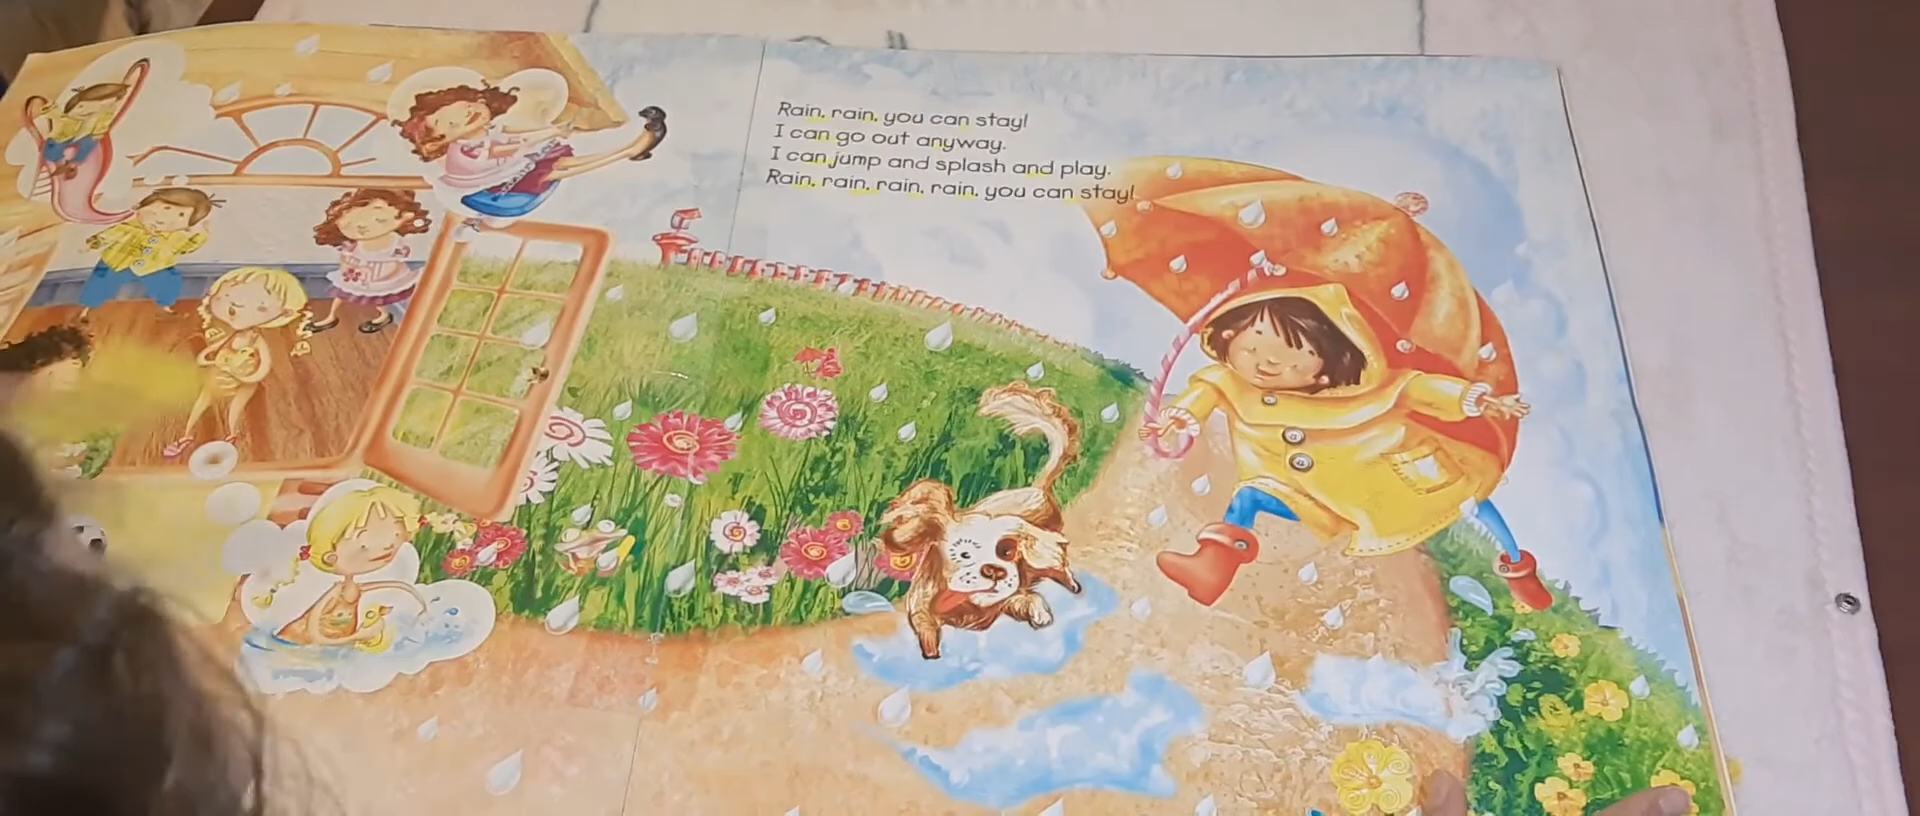 Rain, rain, you can stay!
I can go out anyway.
I can jump and splash and play.
Rain, rain, rain, rain, you can stay!